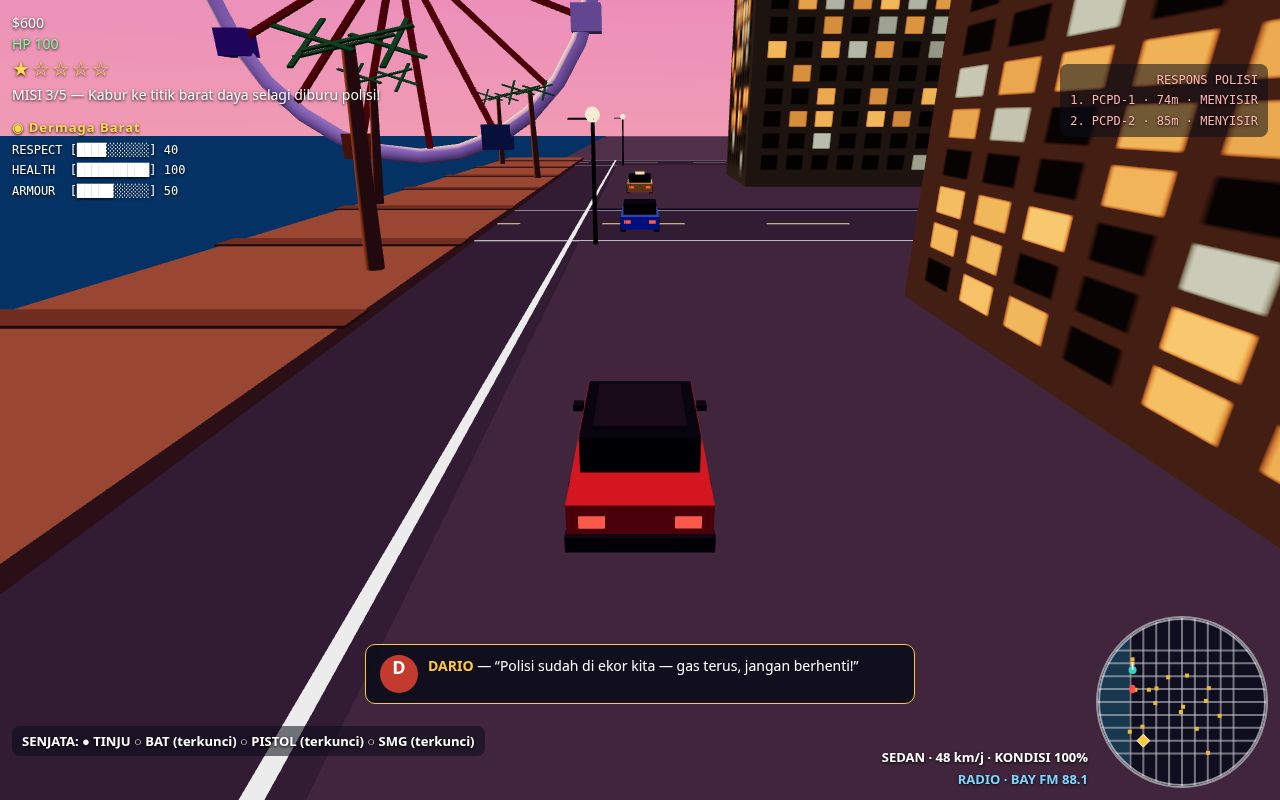 $600
HP 100
★☆☆☆☆
MISI 3/5 — Kabur ke titik barat daya selagi diburu polisi!
◉ Dermaga Barat
RESPECT [████░░░░░░] 40
HEALTH [██████████] 100
ARMOUR [█████░░░░░] 50
RESPONS POLISI
1. PCPD-1 · 74m · MENYISIR
2. PCPD-2 · 85m · MENYISIR
D
DARIO — “Polisi sudah di ekor kita — gas terus, jangan berhenti!”
SENJATA: ● TINJU ○ BAT (terkunci) ○ PISTOL (terkunci) ○ SMG (terkunci)
SEDAN · 48 km/j · KONDISI 100%
RADIO · BAY FM 88.1